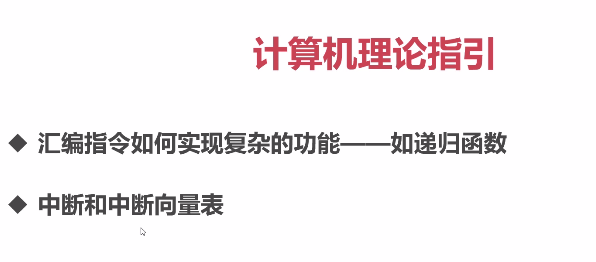 计算机理论指引
◆ 汇编指令如何实现复杂的功能——如递归函数
◆ 中断和中断向量表